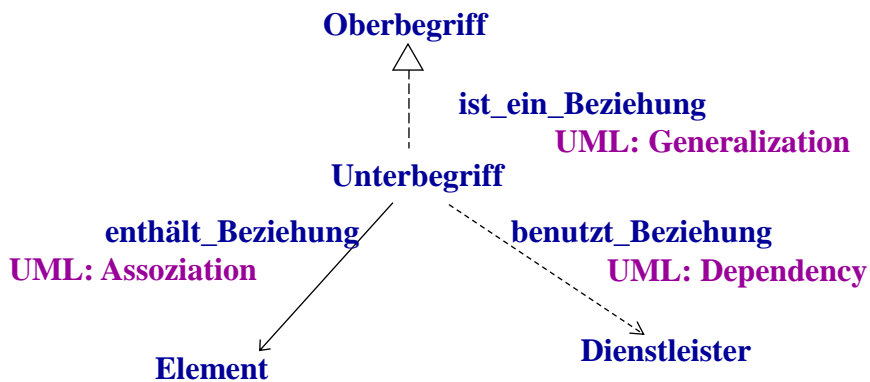 Oberbegriff
ist_ein_Beziehung
UML: Generalization
Unterbegriff
enthält_Beziehung
UML: Assoziation
benutzt_Beziehung
UML: Dependency
Element
Dienstleister